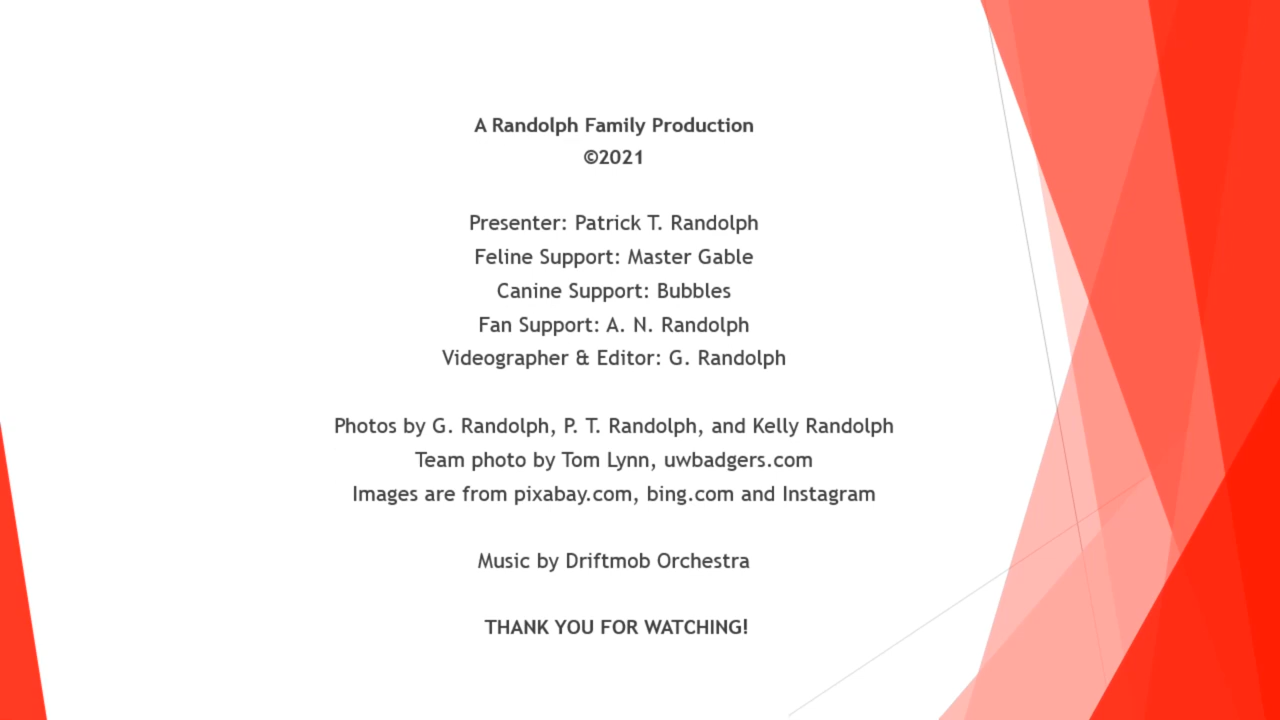 A Randolph Family Production
©2021
Presenter: Patrick T. Randolph
Feline Support: Master Gable
Canine Support: Bubbles
Fan Support: A. N. Randolph
Videographer & Editor: G. Randolph
Photos by G. Randolph, P. T. Randolph, and Kelly Randolph
Team photo by Tom Lynn, uwbadgers.com
Images are from pixabay.com, bing.com and Instagram
Music by Driftmob Orchestra
THANK YOU FOR WATCHING!